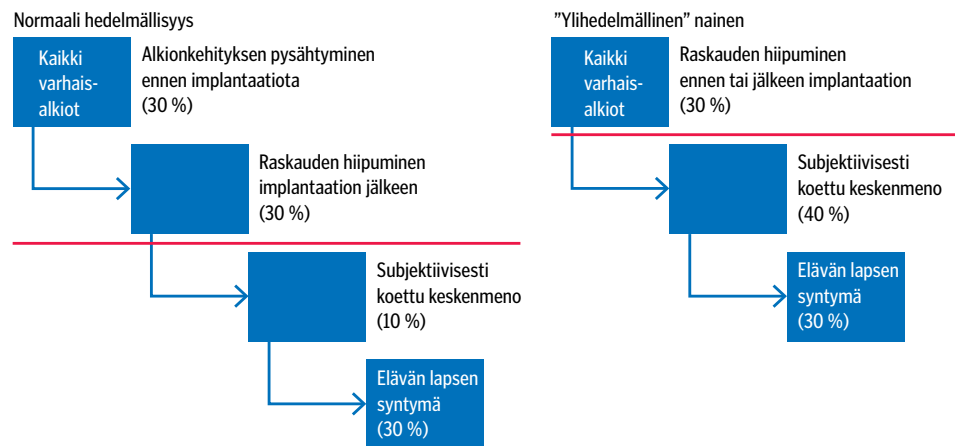 Normaali hedelmällisyys
Kaikki
varhais-
alkiot
Alkionkehityksen pysähtyminen
ennen implantaatiota
(30 %)
Raskauden hiipuminen
implantaation jälkeen
(30 %)
Subjektiivisesti
koettu keskenmeno
(10 %)
Elävän lapsen
syntymä
(30 %)
”Ylihedelmällinen” nainen
Kaikki
varhais-
alkiot
Raskauden hiipuminen
ennen tai jälkeen implantaation
(30 %)
Subjektiivisesti
koettu keskenmeno
(40 %)
Elävän lapsen
syntymä
(30 %)